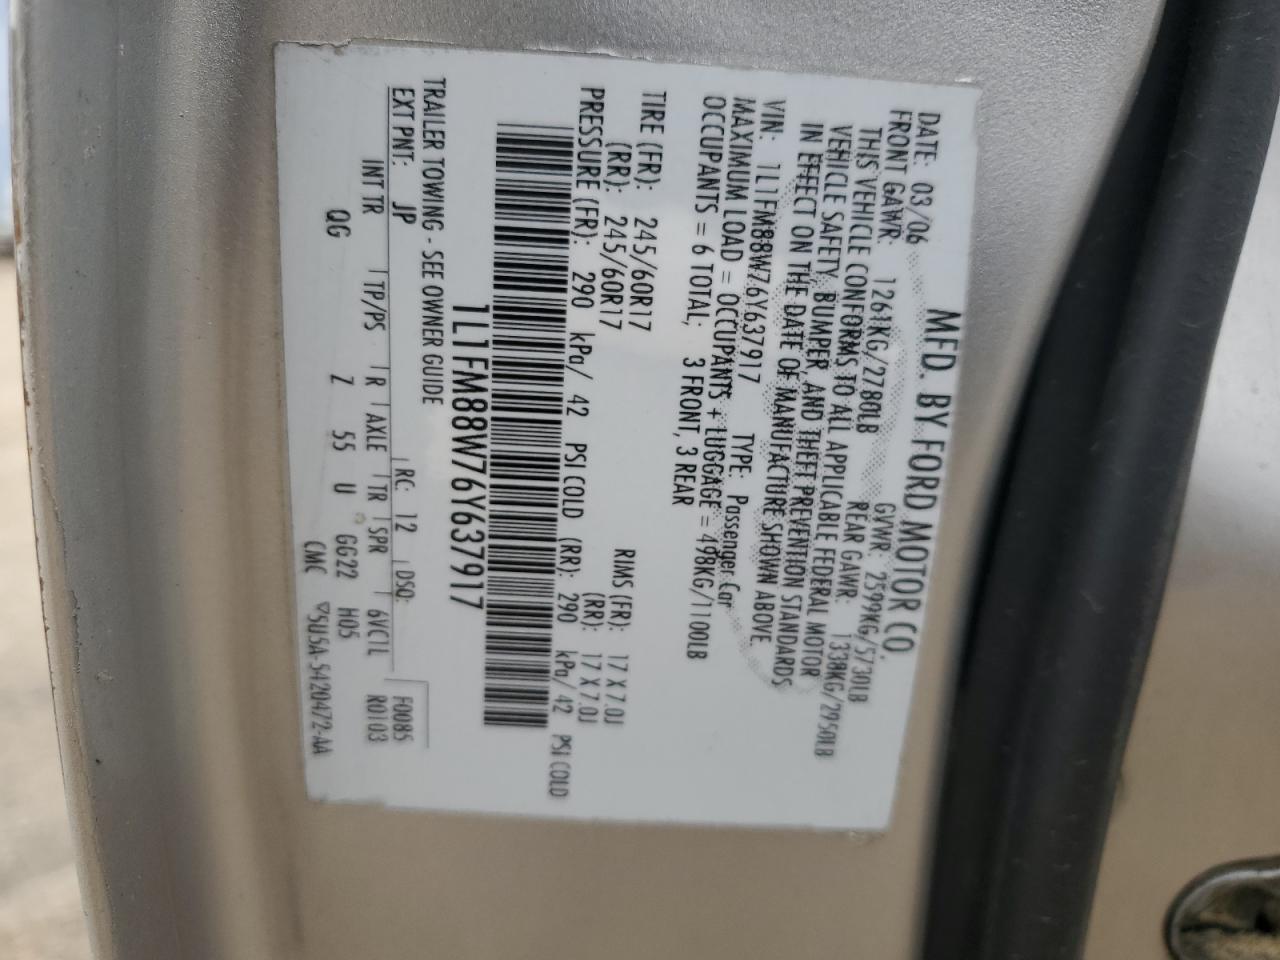 MFD. BY FORD MOTOR CO.
DATE: 03/06 GVWR: 2599KG/5730LB
FRONT GAWR: 1261KG/2780LB REAR GAWR: 1338KG/2950LB
THIS VEHICLE CONFORMS TO ALL APPLICABLE FEDERAL MOTOR
VEHICLE SAFETY, BUMPER, AND THEFT PREVENTION STANDARDS
IN EFFECT ON THE DATE OF MANUFACTURE SHOWN ABOVE
VIN: 1L1FM88W76Y637917 TYPE: Passenger Car
MAXIMUM LOAD = OCCUPANTS + LUGGAGE = 498KG/1100LB
OCCUPANTS = 6 TOTAL; 3 FRONT, 3 REAR
TIRE (FR): 245/60R17 RIMS (FR): 17 X 7.0J
(RR): 245/60R17 (RR): 17 X 7.0J
PRESSURE (FR): 290 kPa/ 42 PSI COLD (RR): 290 kPa/ 42 PSI COLD
1L1FM88W76Y637917
TRAILER TOWING - SEE OWNER GUIDE F0085
EXT PNT: JP RC: 12 DSO: R0103
INT TR TP/PS R AXLE TR SPR 6VC1L
QG Z 55 U GG22 H05
CMC ▽5U5A-5420472-AA